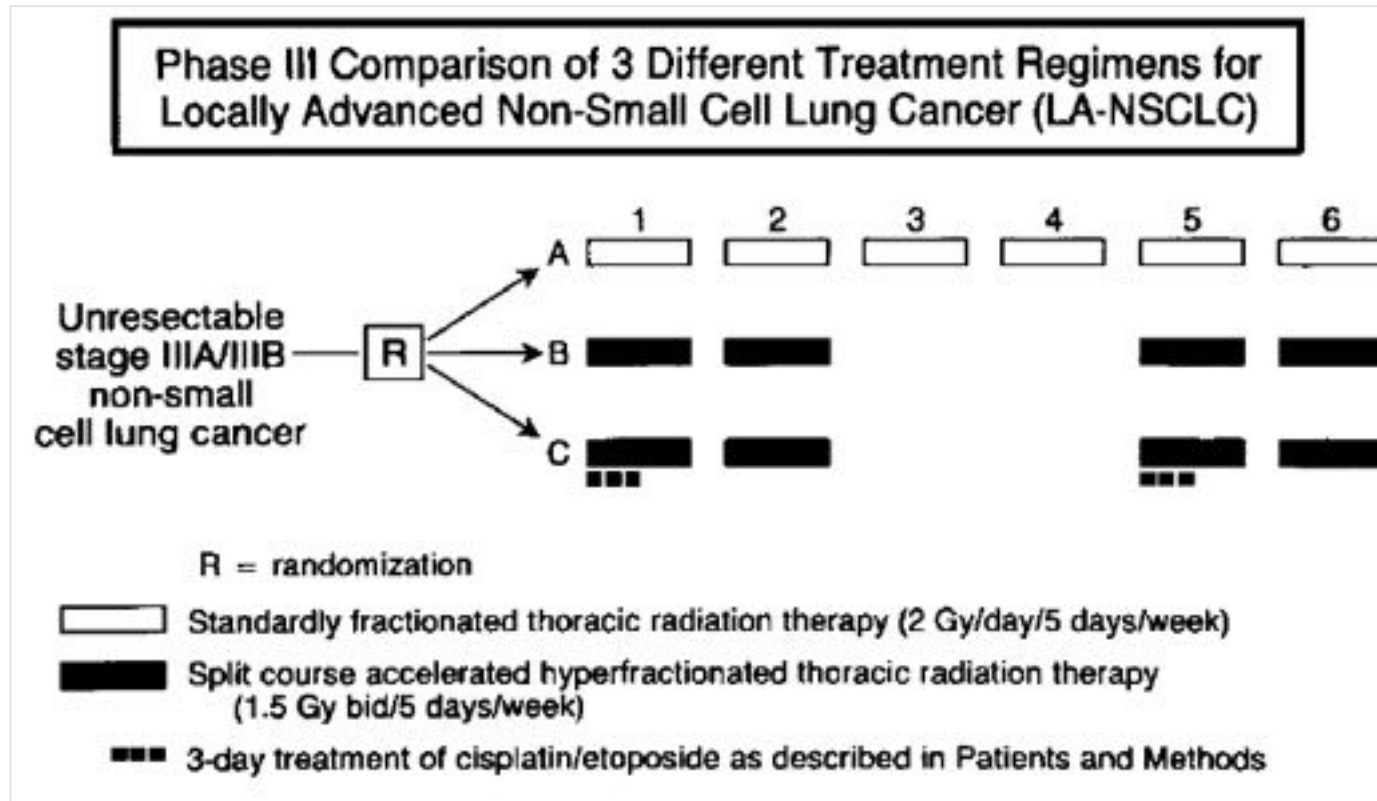 Phase III Comparison of 3 Different Treatment Regimens for
Locally Advanced Non-Small Cell Lung Cancer (LA-NSCLC)
1 2 3 4 5 6
A
Unresectable
stage IIIA/IIIB
non-small
cell lung cancer
R
B
C
R = randomization
Standardly fractionated thoracic radiation therapy (2 Gy/day/5 days/week)
Split course accelerated hyperfractionated thoracic radiation therapy
(1.5 Gy bid/5 days/week)
3-day treatment of cisplatin/etoposide as described in Patients and Methods